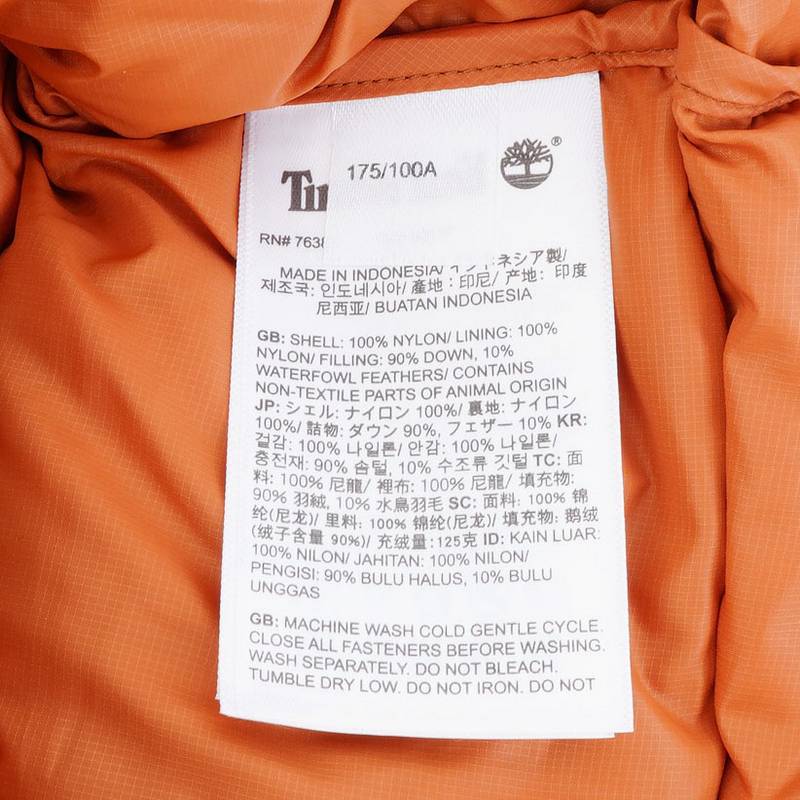 175/100A
®
RN# 763
MADE IN INDONESIA/ インドネシア製/
제조국: 인도네시아/ 產地：印尼/ 产地：印度
尼西亚/ BUATAN INDONESIA
GB: SHELL: 100% NYLON/ LINING: 100%
NYLON/ FILLING: 90% DOWN, 10%
WATERFOWL FEATHERS/ CONTAINS
NON-TEXTILE PARTS OF ANIMAL ORIGIN
JP: シェル: ナイロン 100%/ 裏地: ナイロン
100%/ 詰物: ダウン 90%, フェザー 10% KR:
겉감: 100% 나일론/ 안감: 100% 나일론/
충전재: 90% 솜털, 10% 수조류 깃털 TC: 面
料: 100% 尼龍/ 裡布: 100% 尼龍/ 填充物:
90% 羽絨, 10% 水鳥羽毛 SC: 面料: 100% 锦
纶(尼龙)/ 里料: 100% 锦纶(尼龙)/ 填充物: 鹅绒
(绒子含量 90%)/ 充绒量:125克 ID: KAIN LUAR:
100% NILON/ JAHITAN: 100% NILON/
PENGISI: 90% BULU HALUS, 10% BULU
UNGGAS
GB: MACHINE WASH COLD GENTLE CYCLE.
CLOSE ALL FASTENERS BEFORE WASHING.
WASH SEPARATELY. DO NOT BLEACH.
TUMBLE DRY LOW. DO NOT IRON. DO NOT